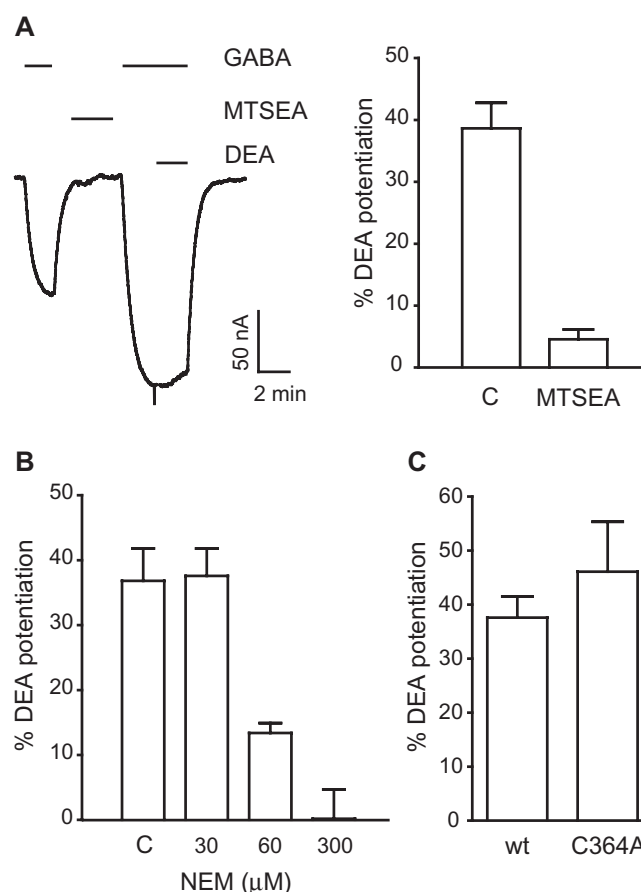 A
GABA
MTSEA
DEA
50 nA
2 min
% DEA potentiation
50
40
30
20
10
0
C MTSEA
B
% DEA potentiation
50
40
30
20
10
0
C 30 60 300
NEM (μM)
C
% DEA potentiation
60
50
40
30
20
10
0
wt C364A